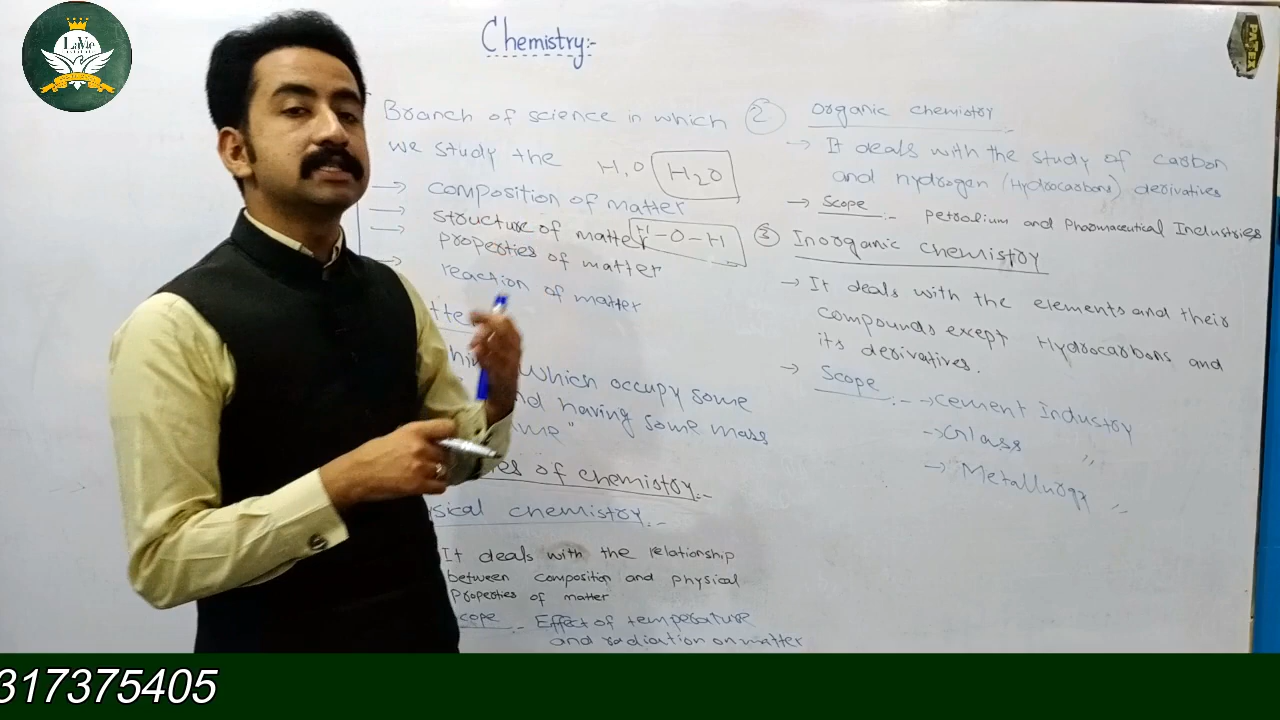 LaVie
PATEX
Chemistry:-
Branch of science in which
we study the
H,O H2O
→ composition of matter
→ structure of matter H-O-H
→ properties of matter
→ reaction of matter
which occupy some
and having some mass
"
of chemistry:-
chemistry:-
It deals with the relationship
between composition and physical
Properties of matter
Effect of temperature
and radiation on matter
② organic chemistry :-
→ It deals with the study of carbon
and hydrogen (Hydrocarbons) derivatives
→ Scope :- Petrolium and Pharmaceutical Industries
③ Inorganic chemistry
→ It deals with the elements and their
compounds except Hydrocarbons and
its derivatives.
→ Scope :- → cement Industry
→ Glass "
→ Metallurgy "
317375405